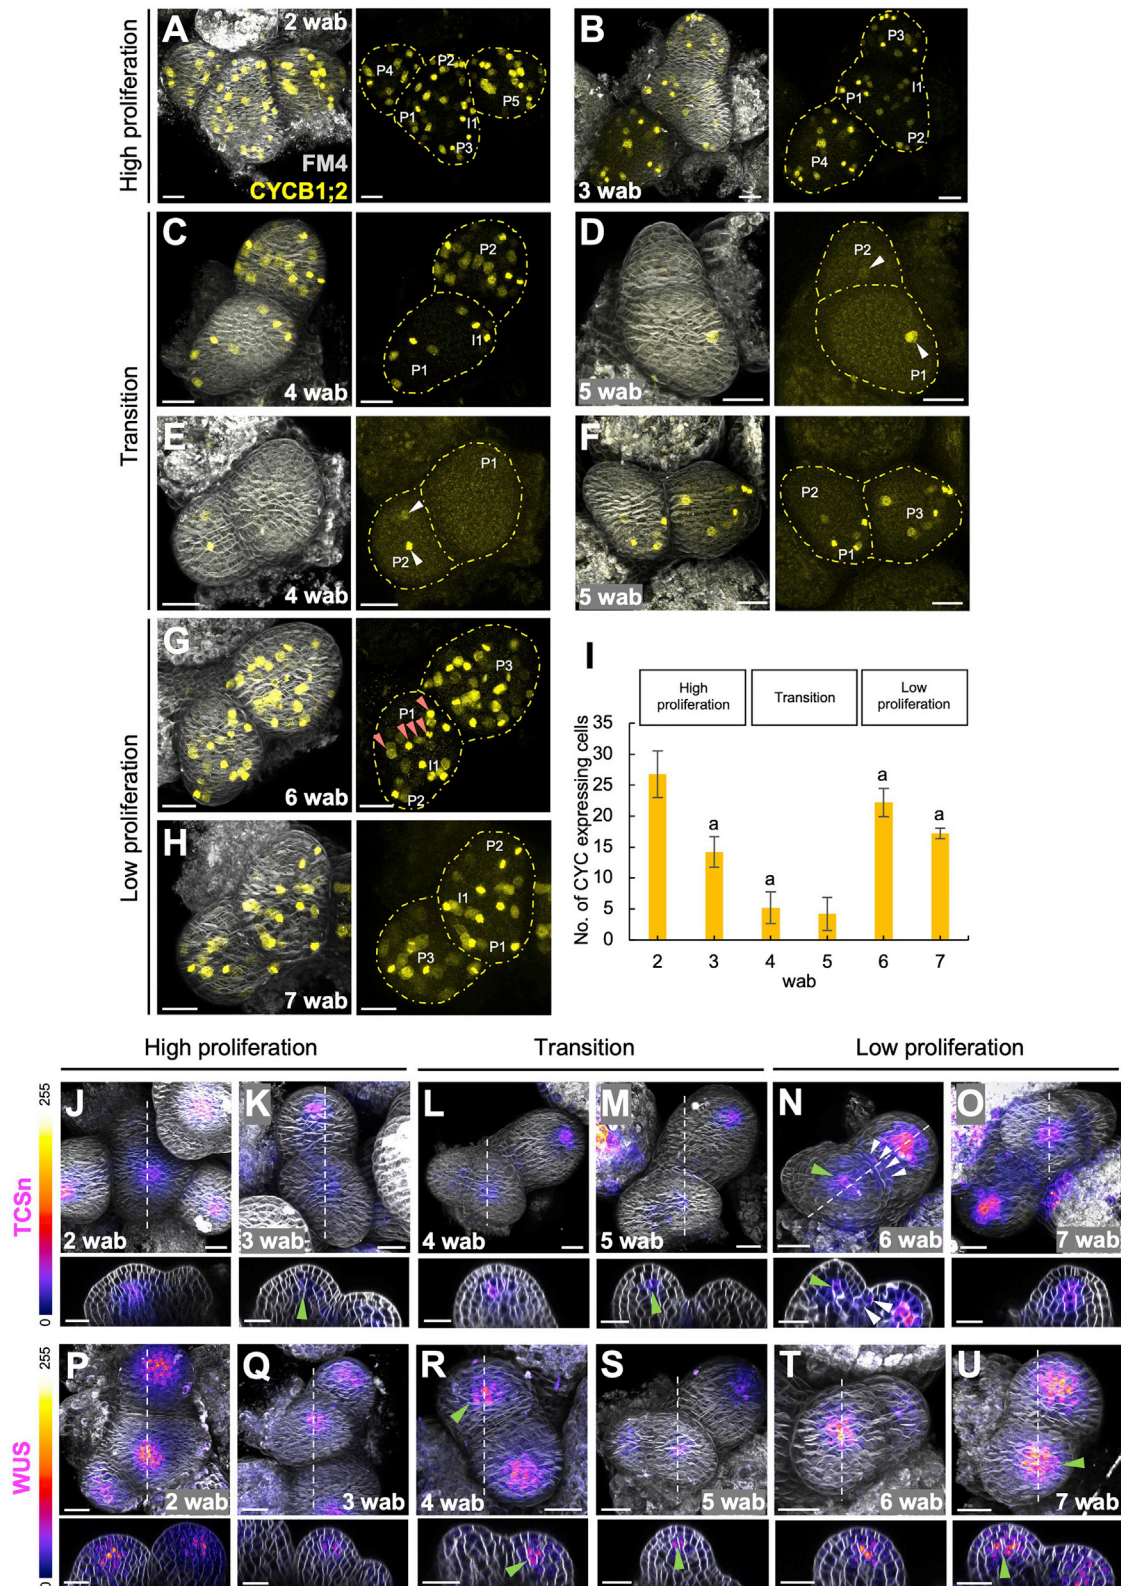 High proliferation
A
2 wab
FM4
CYCB1;2
P4
P2
P5
P1
I1
P3
B
3 wab
P3
P1
I1
P2
P4
Transition
C
4 wab
P2
I1
P1
D
5 wab
P2
P1
E
4 wab
P1
P2
F
5 wab
P2
P3
P1
Low proliferation
G
6 wab
P3
P1
I1
P2
H
7 wab
P2
I1
P1
P3
I
High proliferation
Transition
Low proliferation
No. of CYC expressing cells
35
30
25
20
15
10
5
0
a
a
a
a
2 3 4 5 6 7
wab
High proliferation
Transition
Low proliferation
255
TCSn
0
J
2 wab
K
3 wab
L
4 wab
M
5 wab
N
6 wab
O
7 wab
255
WUS
0
P
2 wab
Q
3 wab
R
4 wab
S
5 wab
T
6 wab
U
7 wab